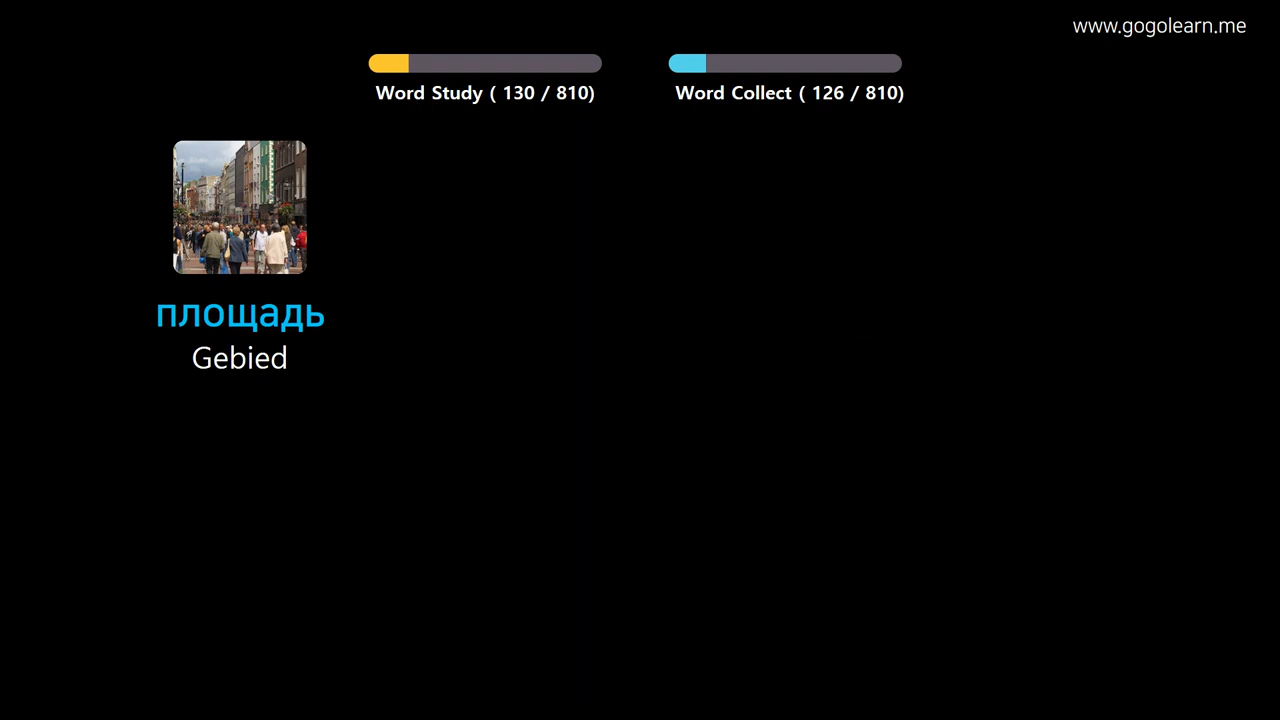 www.gogolearn.me
Word Study ( 130 / 810)
Word Collect ( 126 / 810)
площадь
Gebied